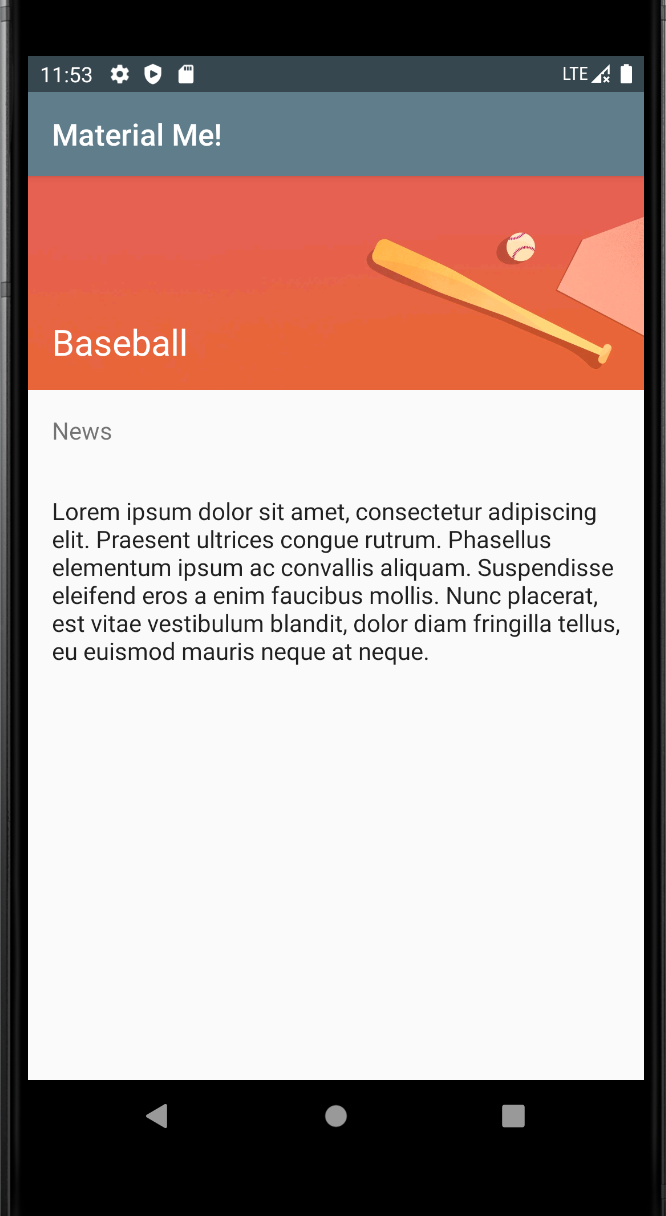 11:53
LTE
Material Me!
Baseball
News
Lorem ipsum dolor sit amet, consectetur adipiscing
elit. Praesent ultrices congue rutrum. Phasellus
elementum ipsum ac convallis aliquam. Suspendisse
eleifend eros a enim faucibus mollis. Nunc placerat,
est vitae vestibulum blandit, dolor diam fringilla tellus,
eu euismod mauris neque at neque.